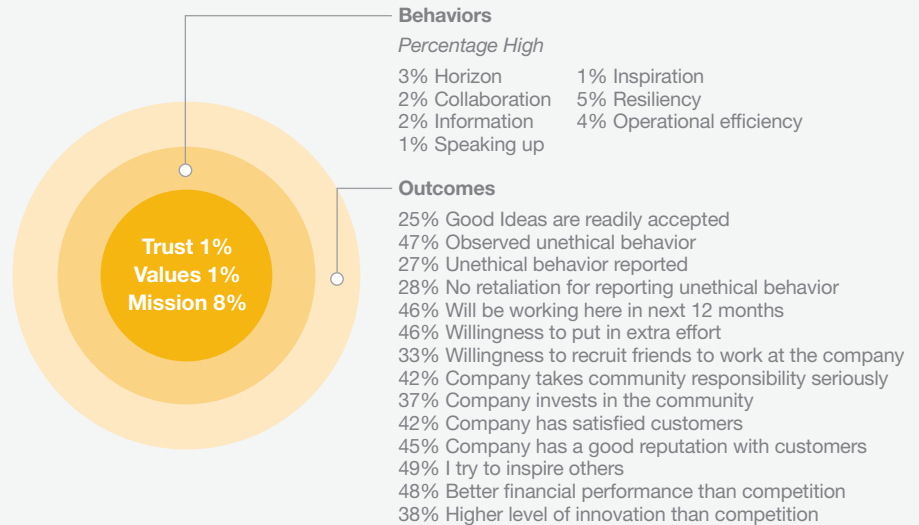 Behaviors
Percentage High
3% Horizon
2% Collaboration
2% Information
1% Speaking up
1% Inspiration
5% Resiliency
4% Operational efficiency
Trust 1%
Values 1%
Mission 8%
Outcomes
25% Good Ideas are readily accepted
47% Observed unethical behavior
27% Unethical behavior reported
28% No retaliation for reporting unethical behavior
46% Will be working here in next 12 months
46% Willingness to put in extra effort
33% Willingness to recruit friends to work at the company
42% Company takes community responsibility seriously
37% Company invests in the community
42% Company has satisfied customers
45% Company has a good reputation with customers
49% I try to inspire others
48% Better financial performance than competition
38% Higher level of innovation than competition